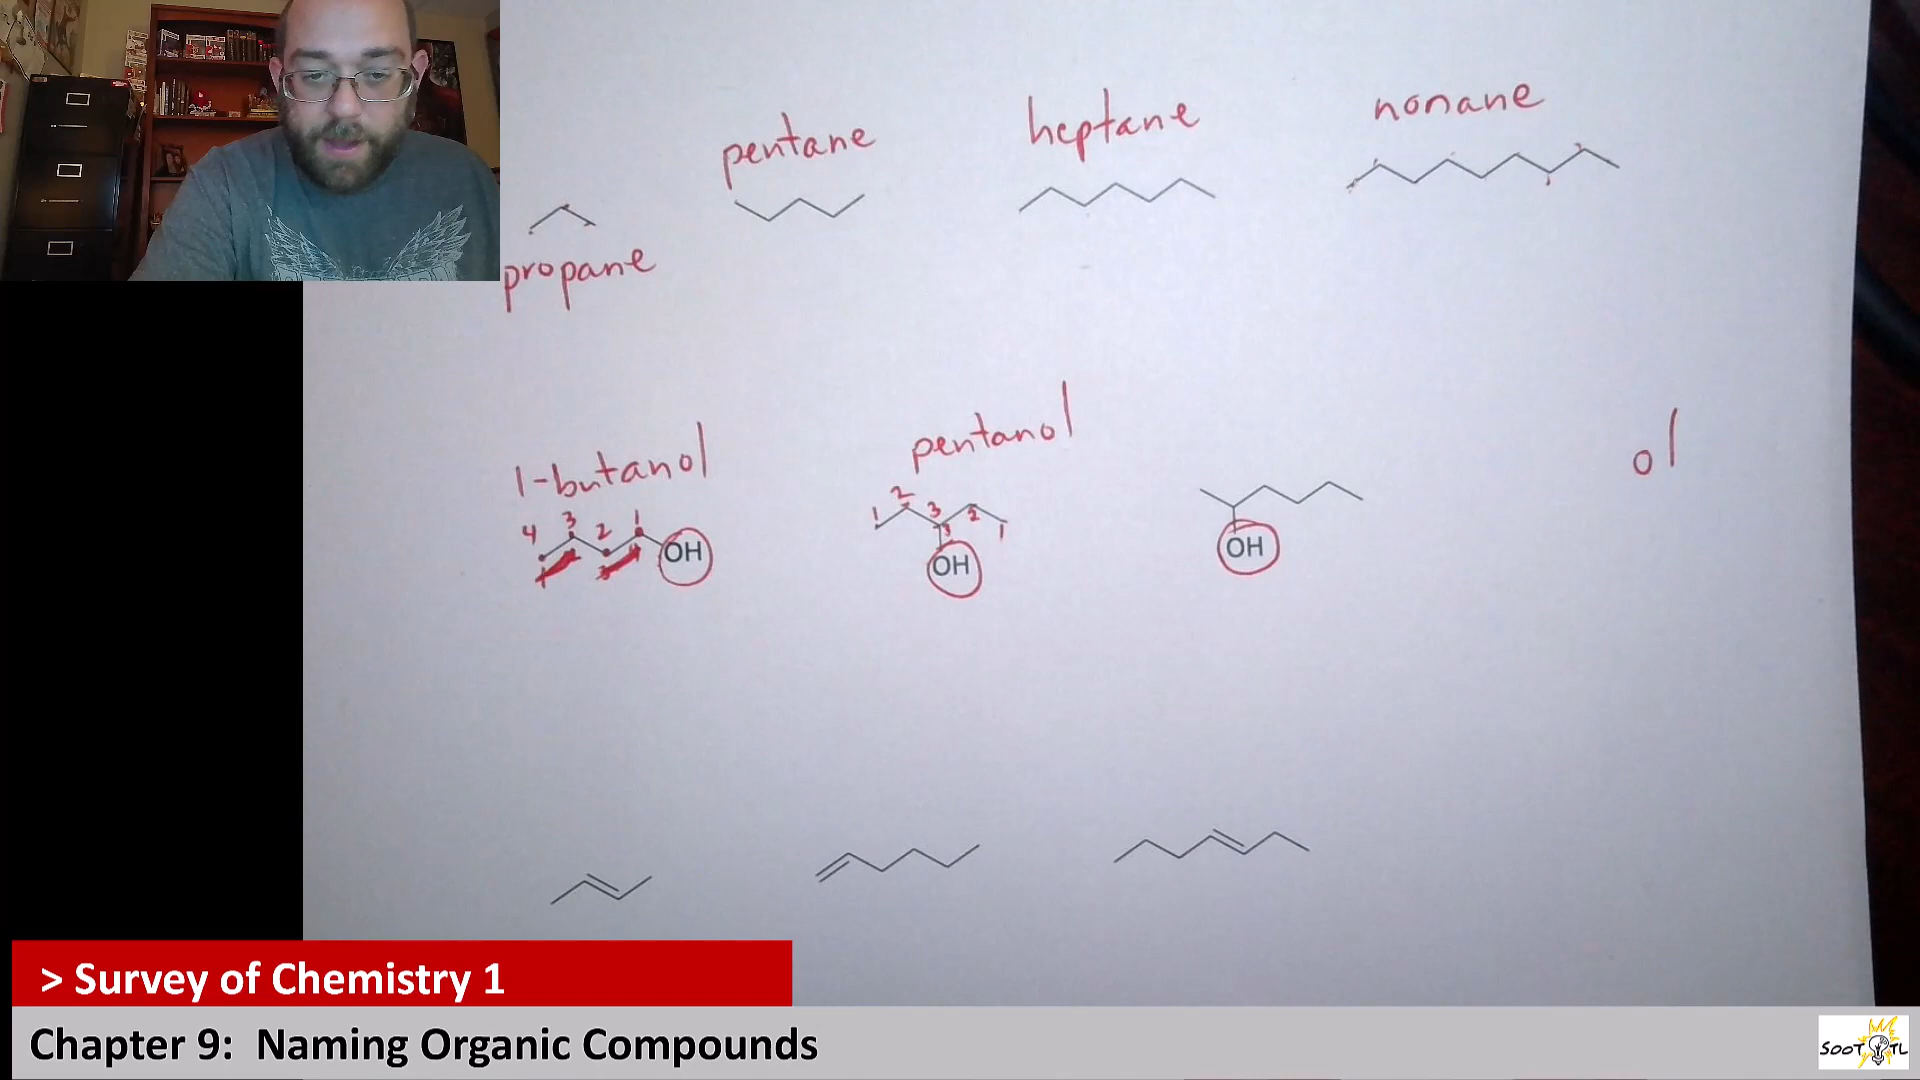 pentane
heptane
nonane
propane
1-butanol
pentanol
ol
4 3 2 1
OH
1 2 3 2 1
OH
OH
> Survey of Chemistry 1
Chapter 9: Naming Organic Compounds
SOOTTL